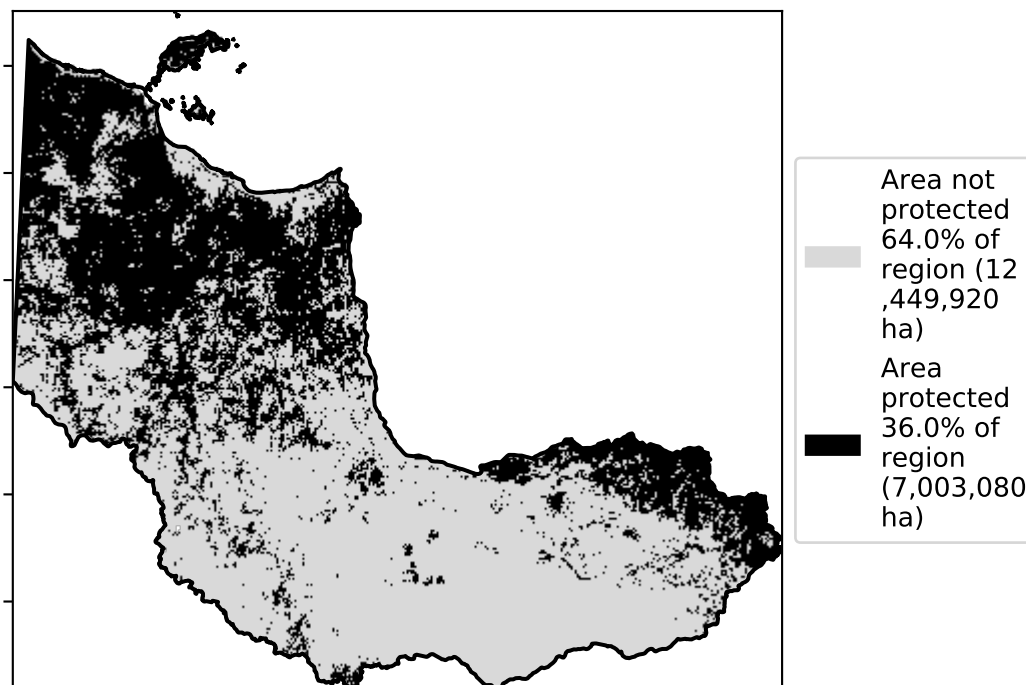 Area not
protected
64.0% of
region (12
,449,920
ha)
Area
protected
36.0% of
region
(7,003,080
ha)